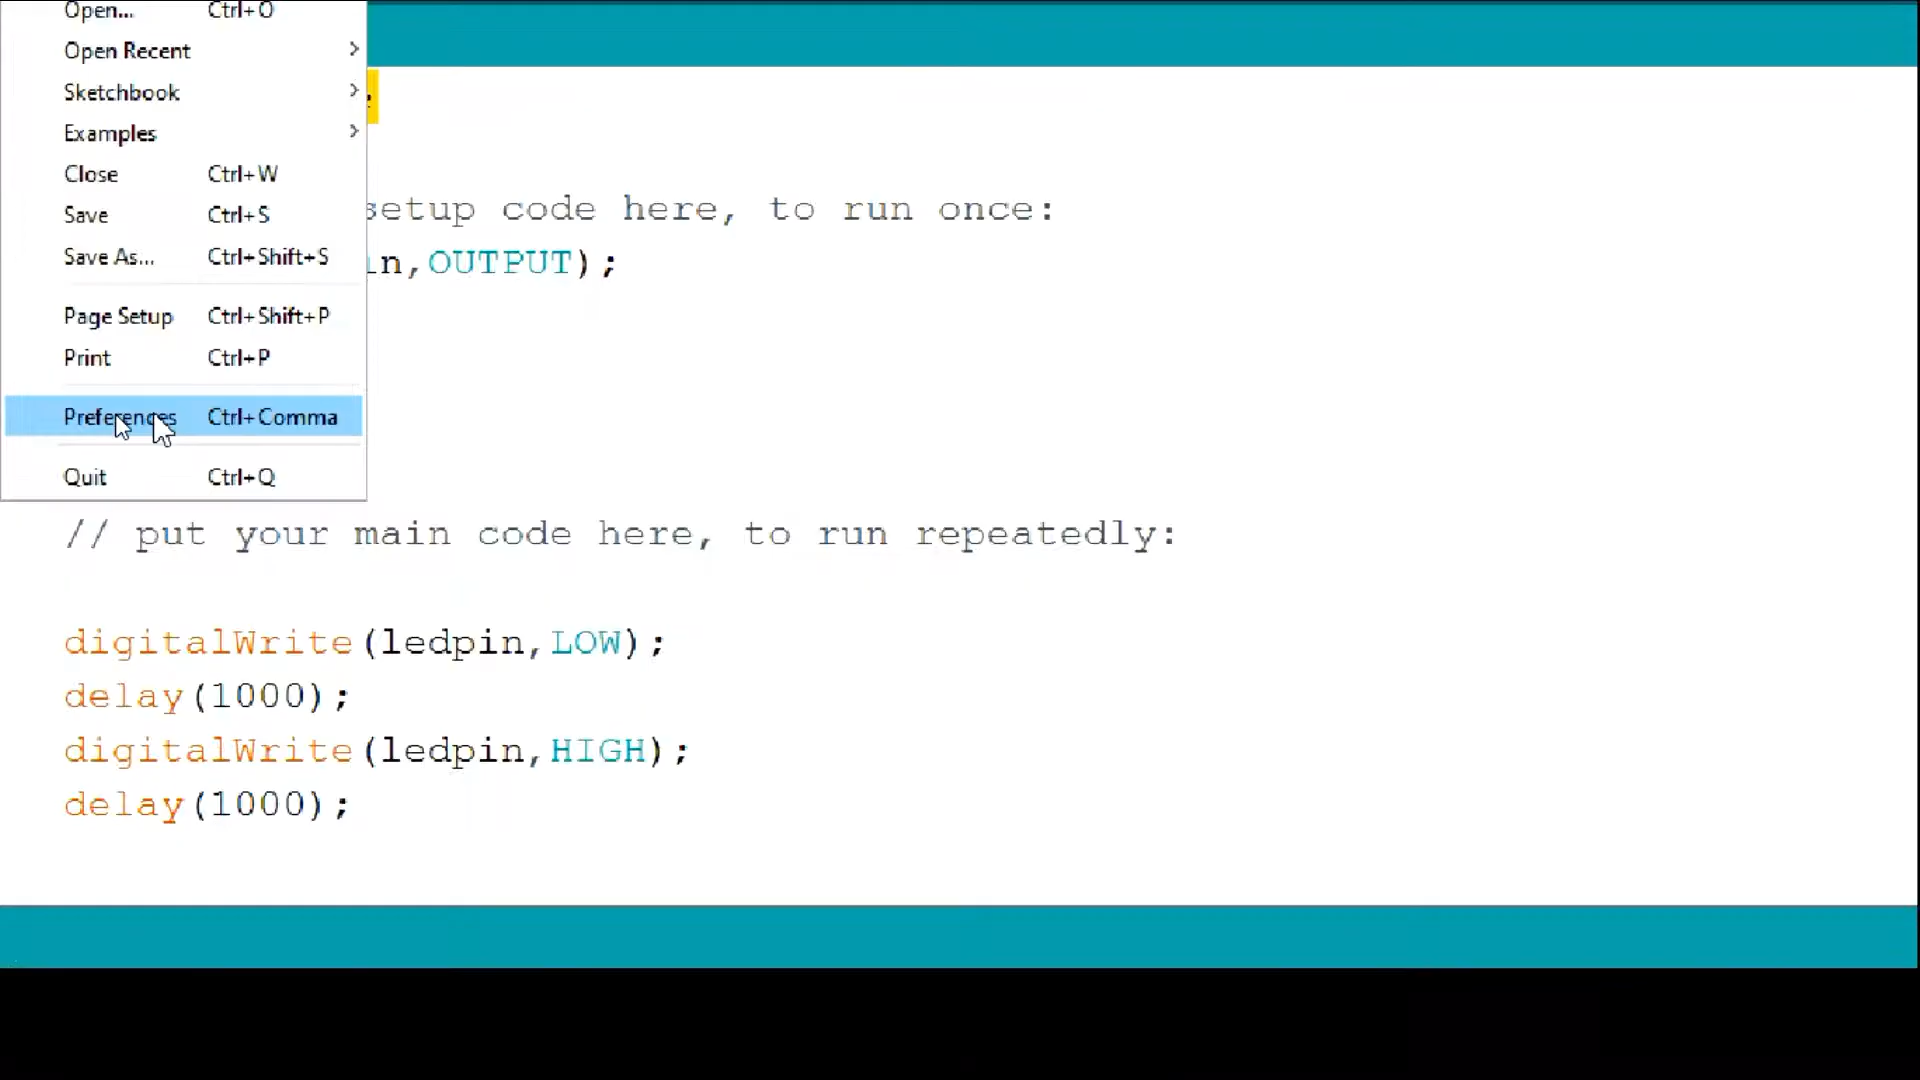 Open... Ctrl+O
Open Recent
Sketchbook
Examples
Close Ctrl+W
Save Ctrl+S
setup code here, to run once:
Save As... Ctrl+Shift+S
in,OUTPUT);
Page Setup Ctrl+Shift+P
Print Ctrl+P
Preferences Ctrl+Comma
Quit Ctrl+Q
// put your main code here, to run repeatedly:
digitalWrite(ledpin,LOW);
delay(1000);
digitalWrite(ledpin,HIGH);
delay(1000);